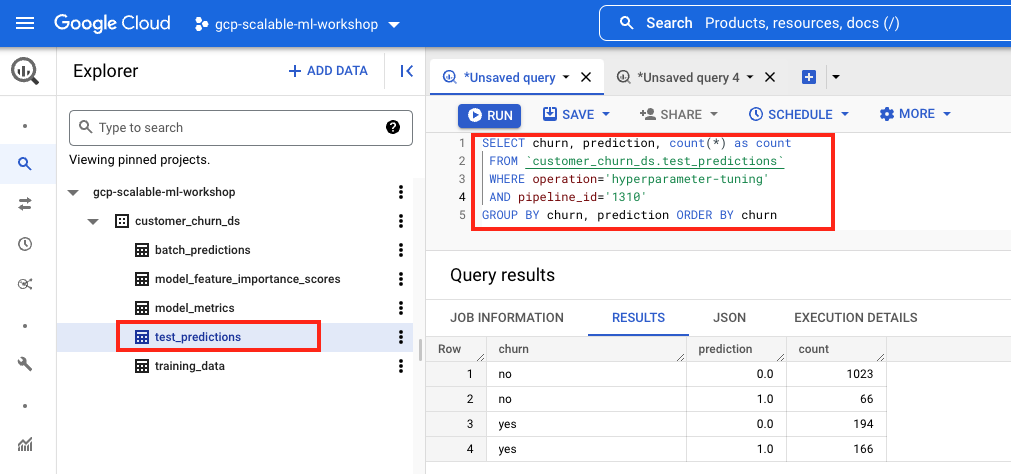 Google Cloud gcp-scalable-ml-workshop Search Products, resources, docs (/)
Explorer + ADD DATA
*Unsaved query *Unsaved query 4
RUN SAVE SHARE SCHEDULE MORE
Type to search
Viewing pinned projects.
gcp-scalable-ml-workshop
customer_churn_ds
batch_predictions
model_feature_importance_scores
model_metrics
test_predictions
training_data
1 SELECT churn, prediction, count(*) as count
2 FROM `customer_churn_ds.test_predictions`
3 WHERE operation='hyperparameter-tuning'
4 AND pipeline_id='1310'
5 GROUP BY churn, prediction ORDER BY churn
Query results
JOB INFORMATION RESULTS JSON EXECUTION DETAILS
Row churn prediction count
1 no 0.0 1023
2 no 1.0 66
3 yes 0.0 194
4 yes 1.0 166